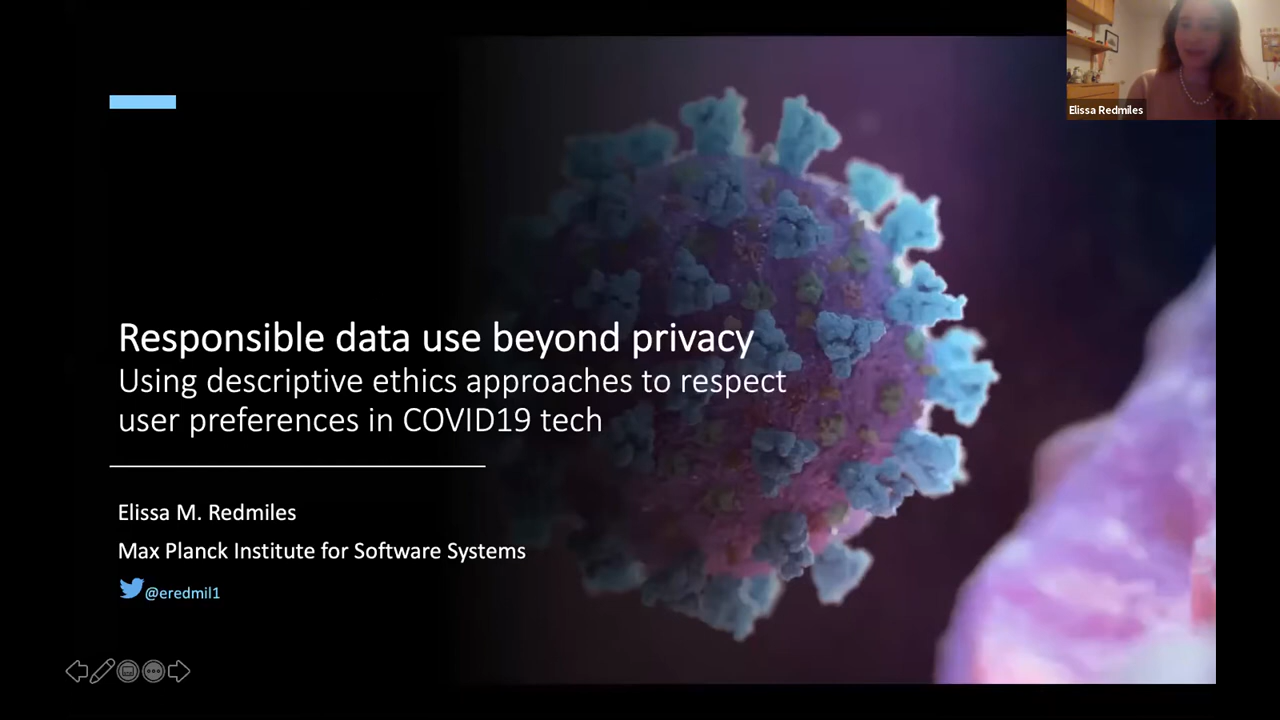 Elissa Redmiles
Responsible data use beyond privacy
Using descriptive ethics approaches to respect
user preferences in COVID19 tech
Elissa M. Redmiles
Max Planck Institute for Software Systems
@eredmil1